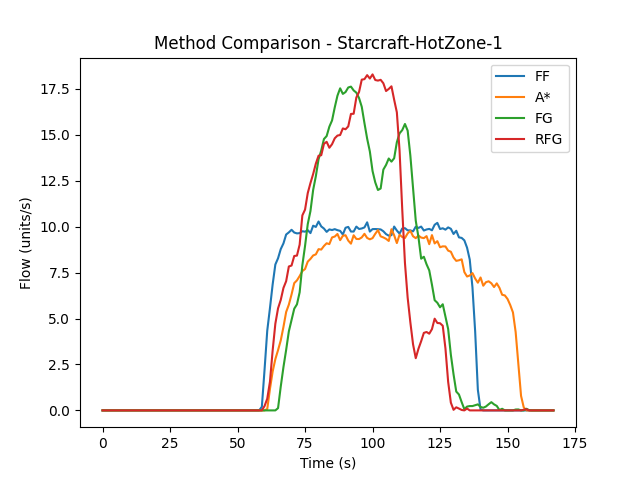 Method Comparison - Starcraft-HotZone-1
FF
A*
FG
RFG
17.5
15.0
12.5
10.0
7.5
5.0
2.5
0.0
Flow (units/s)
0
25
50
75
100
125
150
175
Time (s)